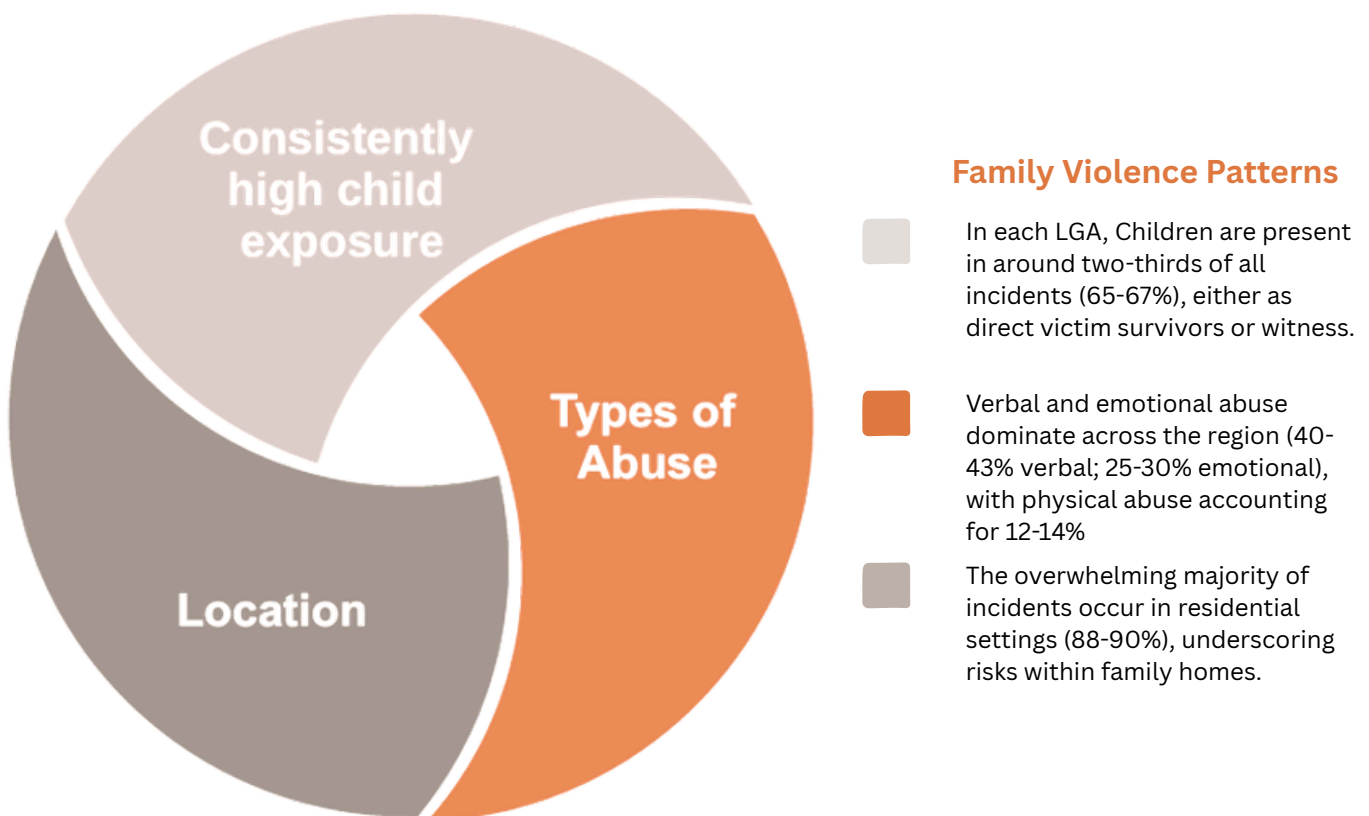 Consistently
high child
exposure
Types of
Abuse
Location
Family Violence Patterns
In each LGA, Children are present
in around two-thirds of all
incidents (65-67%), either as
direct victim survivors or witness.
Verbal and emotional abuse
dominate across the region (40-
43% verbal; 25-30% emotional),
with physical abuse accounting
for 12-14%
The overwhelming majority of
incidents occur in residential
settings (88-90%), underscoring
risks within family homes.